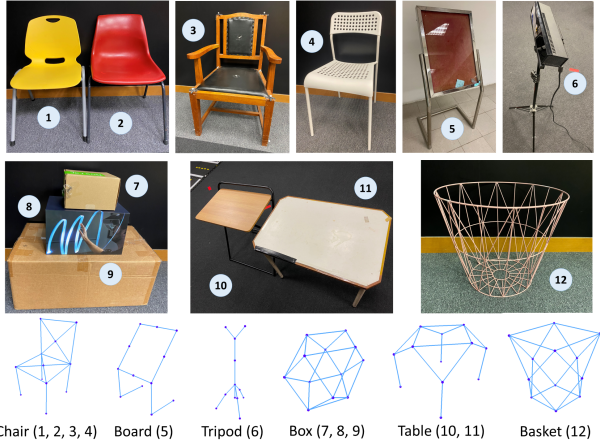 1
2
3
4
5
6
7
8
9
10
11
12
Chair (1, 2, 3, 4)
Board (5)
Tripod (6)
Box (7, 8, 9)
Table (10, 11)
Basket (12)